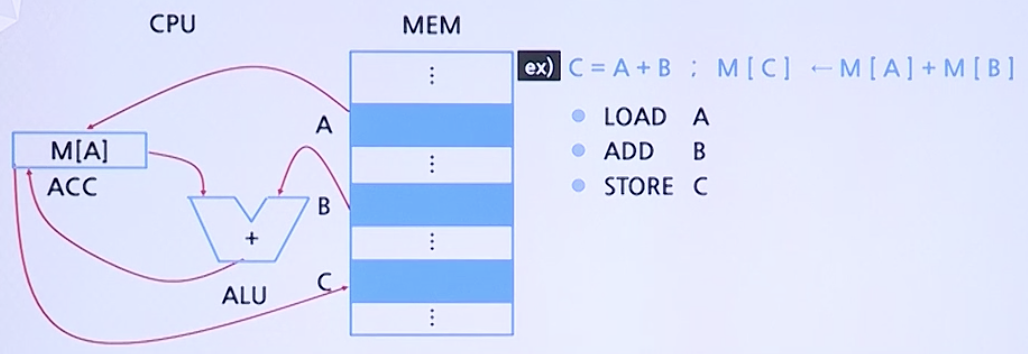 CPU
MEM
ex) C = A + B ; M [ C ] ← M [ A ] + M [ B ]
⋮
A
LOAD A
M[A]
⋮
ADD B
ACC
STORE C
B
+
⋮
C
ALU
⋮